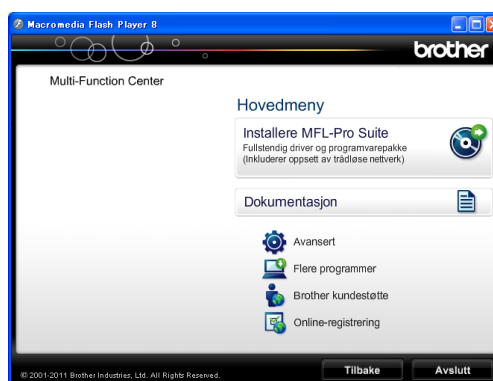 Macromedia Flash Player 8
brother
Multi-Function Center
Hovedmeny
Installere MFL-Pro Suite
Fullstendig driver og programvarepakke
(Inkluderer oppsett av trådløse nettverk)
Dokumentasjon
Avansert
Flere programmer
Brother kundestøtte
Online-registrering
© 2001-2011 Brother Industries, Ltd. All Rights Reserved.
Tilbake
Avslutt